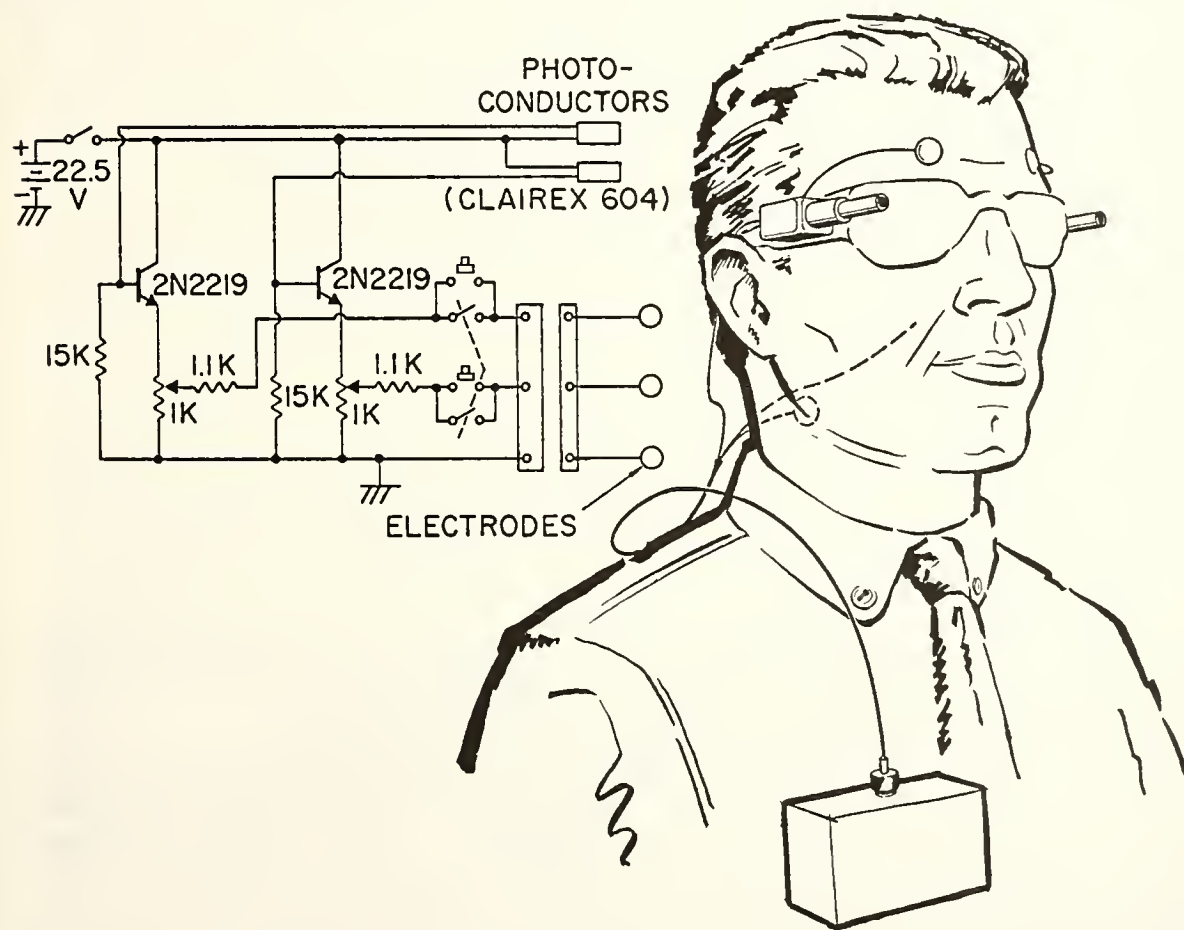 PHOTO-
CONDUCTORS
+
22.5
-
V
(CLAIREX 604)
2N2219
2N2219
15K
1.1K
1K
15K
1.1K
1K
ELECTRODES